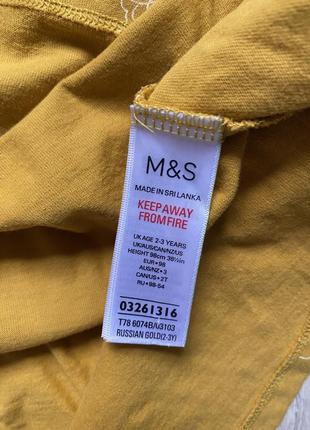 M&S
MADE IN SRI LANKA
KEEP AWAY
FROM FIRE
UK AGE 2-3 YEARS
UK/AUS/CAN/NZ/US
HEIGHT 98cm 38½in
EUR•98
AUS/NZ•3
CAN/US•2T
RU•98-54
03261316
T78 6074B/V3103
RUSSIAN GOLD(2-3Y)